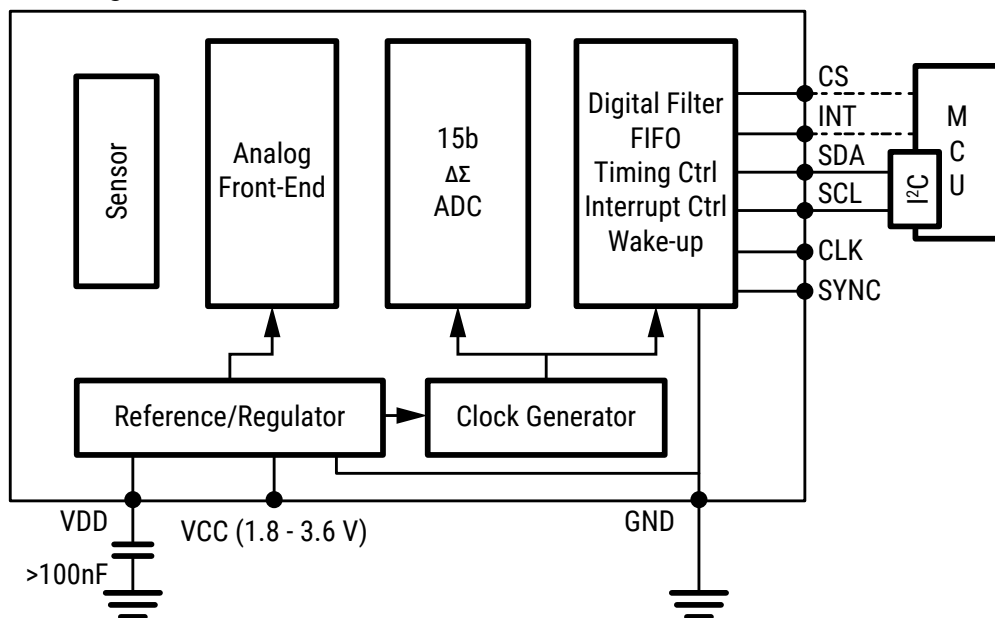 Sensor
Analog
Front-End
15b
ΔΣ
ADC
Digital Filter
FIFO
Timing Ctrl
Interrupt Ctrl
Wake-up
CS
INT
SDA
SCL
CLK
SYNC
I²C
M
C
U
Reference/Regulator
Clock Generator
VDD
VCC (1.8 - 3.6 V)
GND
>100nF